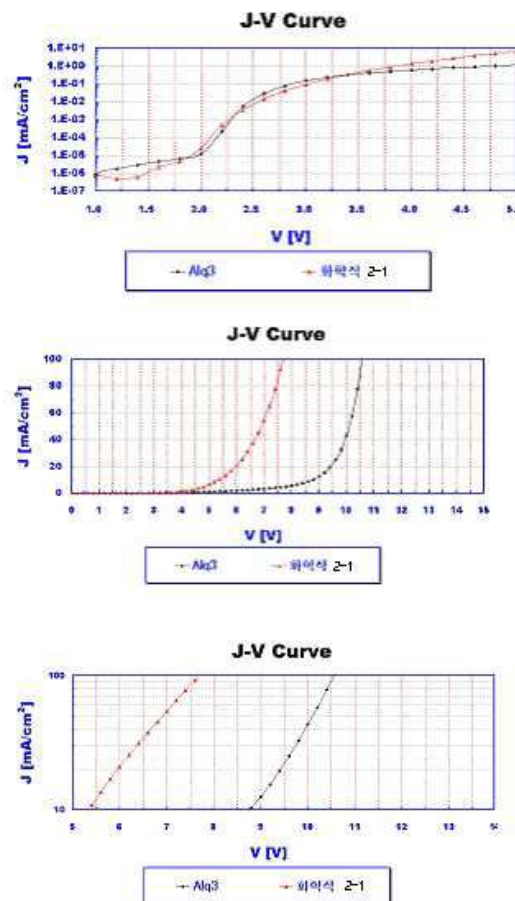 J-V Curve
J [mA/cm²]
1.E+01
1.E+00
1.E-01
1.E-02
1.E-03
1.E-04
1.E-05
1.E-06
1.E-07
1.0 1.5 2.0 2.5 3.0 3.5 4.0 4.5 5.0
V [V]
Alq3 화학식 2-1
J-V Curve
J [mA/cm²]
100
80
60
40
20
0
0 1 2 3 4 5 6 7 8 9 10 11 12 13 14 15
V [V]
Alq3 화학식 2-1
J-V Curve
J [mA/cm²]
100
10
5 6 7 8 9 10 11 12 13 14
V [V]
Alq3 화학식 2-1